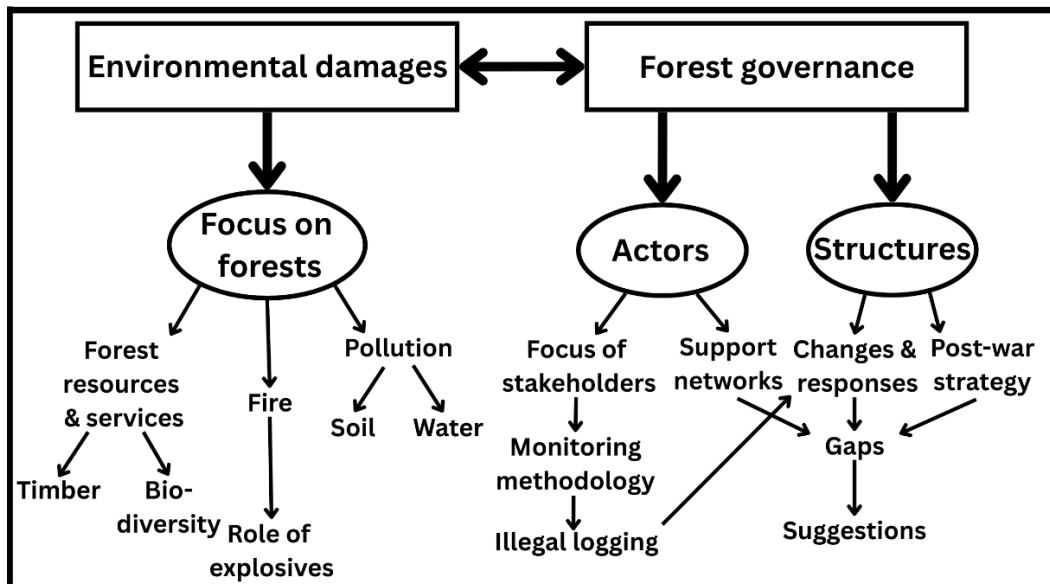 Environmental damages
Forest governance
Focus on
forests
Actors
Structures
Forest
resources
& services
Pollution
Fire
Soil
Water
Timber
Bio-
diversity
Role of
explosives
Focus of
stakeholders
Support
networks
Changes &
responses
Post-war
strategy
Monitoring
methodology
Gaps
Illegal logging
Suggestions